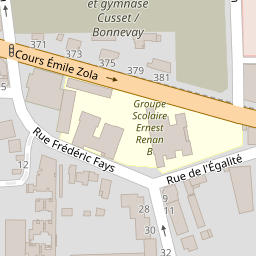 et gymnase
Cusset /
Bonnevay
371
373
375
379
381
Cours Émile Zola
Groupe
Scolaire
Ernest
Renan
B
Rue Frédéric Fays
Rue de l'Égalité
12
15
5
28
30
32
9
11